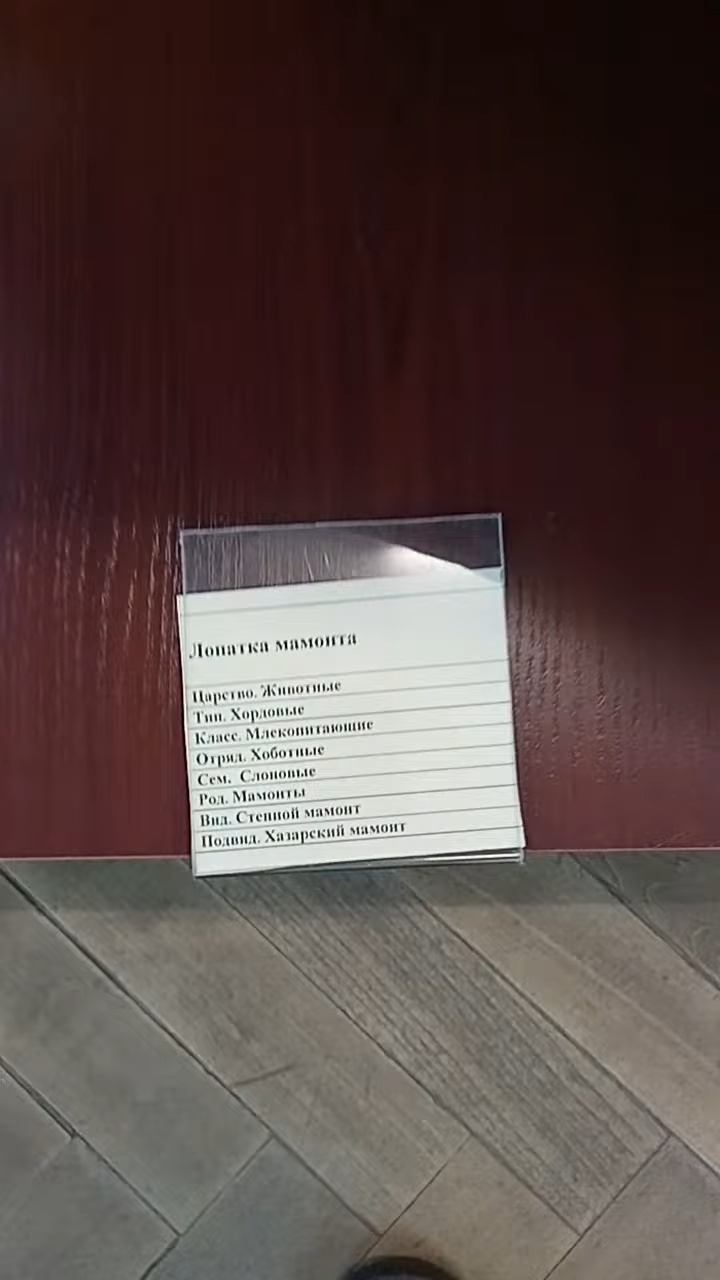 Лопатка мамонта
Царство. Животные
Тип. Хордовые
Класс. Млекопитающие
Отряд. Хоботные
Сем. Слоновые
Род. Мамонты
Вид. Степной мамонт
Подвид. Хазарский мамонт